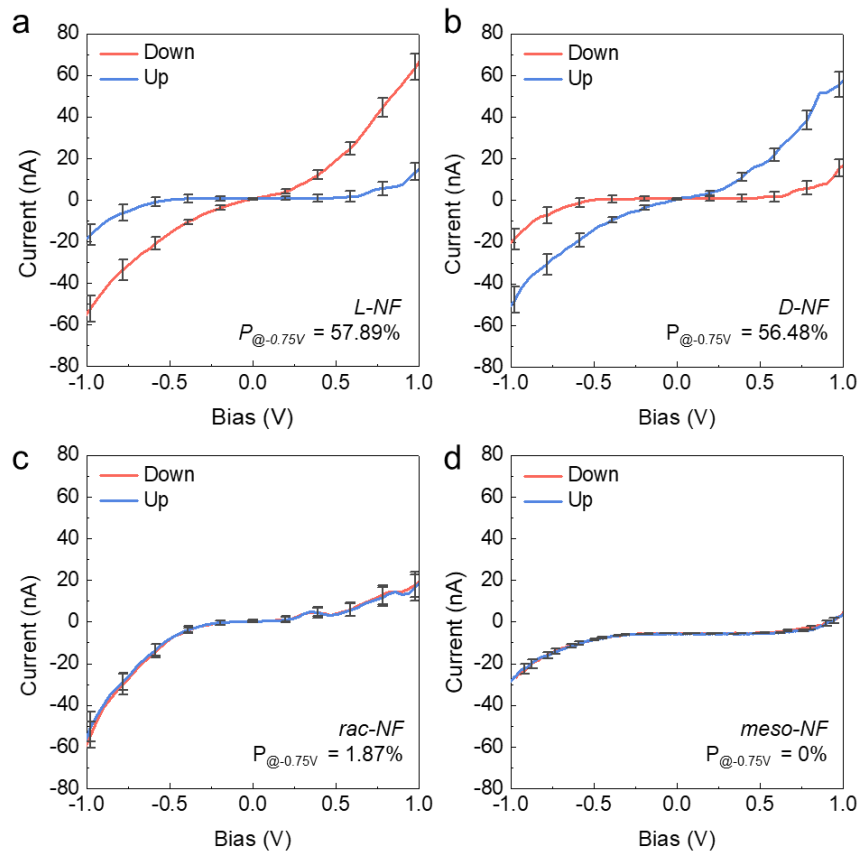 a
Down
Up
80
60
40
20
0
-20
-40
-60
-80
Current (nA)
L-NF
P@-0.75V = 57.89%
-1.0 -0.5 0.0 0.5 1.0
Bias (V)
b
Down
Up
80
60
40
20
0
-20
-40
-60
-80
Current (nA)
D-NF
P@-0.75V = 56.48%
-1.0 -0.5 0.0 0.5 1.0
Bias (V)
c
Down
Up
80
60
40
20
0
-20
-40
-60
-80
Current (nA)
rac-NF
P@-0.75V = 1.87%
-1.0 -0.5 0.0 0.5 1.0
Bias (V)
d
Down
Up
80
60
40
20
0
-20
-40
-60
-80
Current (nA)
meso-NF
P@-0.75V = 0%
-1.0 -0.5 0.0 0.5 1.0
Bias (V)